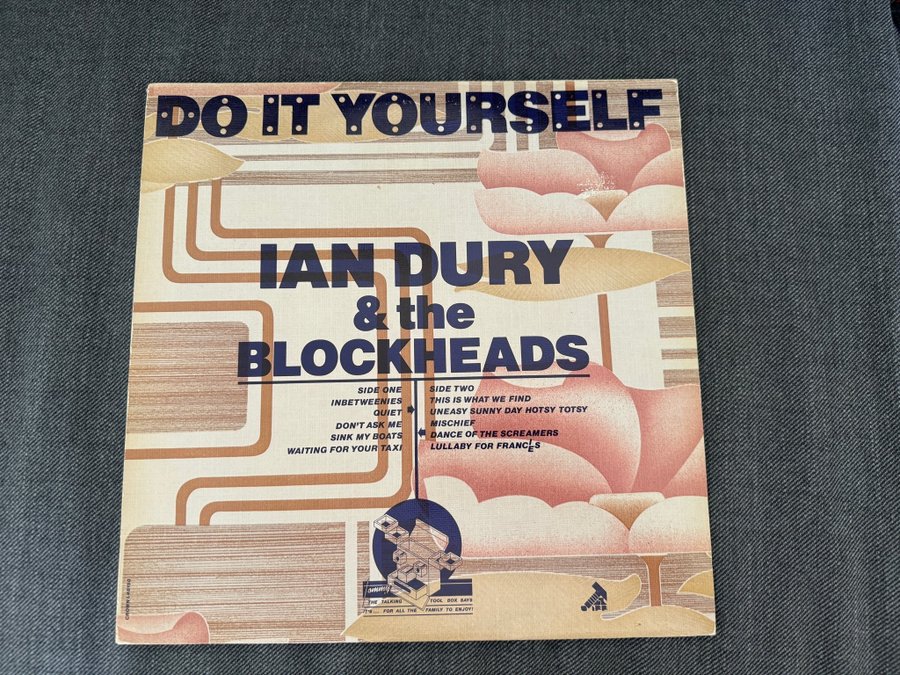 DO IT YOURSELF
IAN DURY
& the
BLOCKHEADS
SIDE ONE
INBETWEENIES
QUIET
DON'T ASK ME
SINK MY BOATS
WAITING FOR YOUR TAXI
SIDE TWO
THIS IS WHAT WE FIND
UNEASY SUNNY DAY HOTSY TOTSY
MISCHIEF
DANCE OF THE SCREAMERS
LULLABY FOR FRANCIES
Tommy
THE TALKING TOOL BOX SAYS
FOR ALL THE FAMILY TO ENJOY!